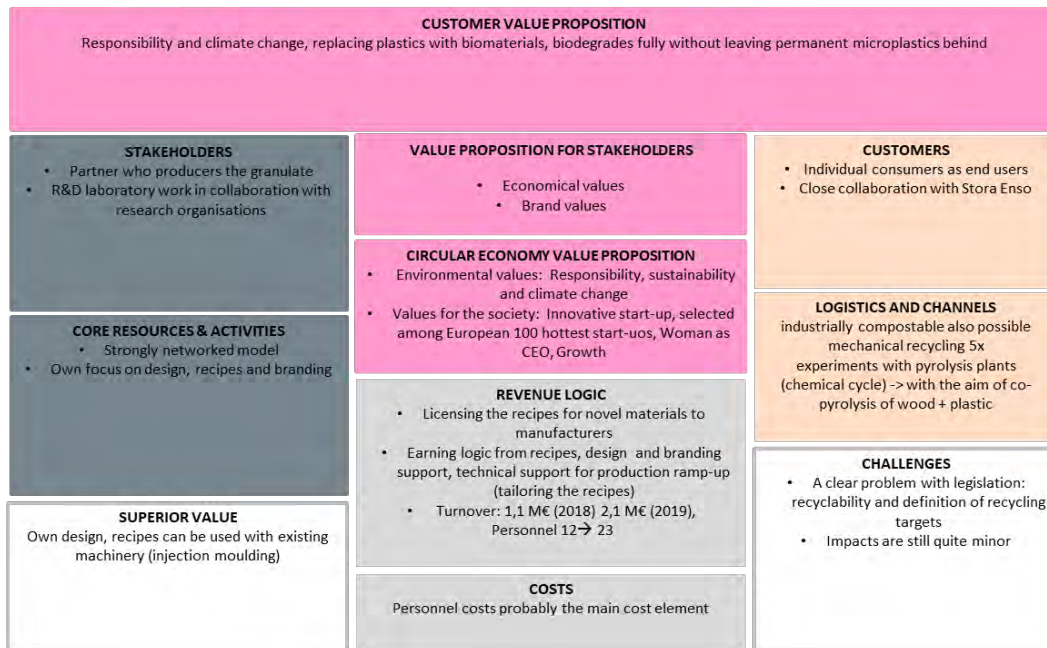 CUSTOMER VALUE PROPOSITION
Responsibility and climate change, replacing plastics with biomaterials, biodegrades fully without leaving permanent microplastics behind
STAKEHOLDERS
• Partner who producers the granulate
• R&D laboratory work in collaboration with
research organisations
VALUE PROPOSITION FOR STAKEHOLDERS
• Economical values
• Brand values
CUSTOMERS
• Individual consumers as end users
• Close collaboration with Stora Enso
CIRCULAR ECONOMY VALUE PROPOSITION
• Environmental values: Responsibility, sustainability
and climate change
• Values for the society: Innovative start-up, selected
among European 100 hottest start-uos, Woman as
CEO, Growth
LOGISTICS AND CHANNELS
industrially compostable also possible
mechanical recycling 5x
experiments with pyrolysis plants
(chemical cycle) -> with the aim of co-
pyrolysis of wood + plastic
CORE RESOURCES & ACTIVITIES
• Strongly networked model
• Own focus on design, recipes and branding
REVENUE LOGIC
• Licensing the recipes for novel materials to
manufacturers
• Earning logic from recipes, design and branding
support, technical support for production ramp-up
(tailoring the recipes)
• Turnover: 1,1 M€ (2018) 2,1 M€ (2019),
Personnel 12→ 23
CHALLENGES
• A clear problem with legislation:
recyclability and definition of recycling
targets
• Impacts are still quite minor
SUPERIOR VALUE
Own design, recipes can be used with existing
machinery (injection moulding)
COSTS
Personnel costs probably the main cost element